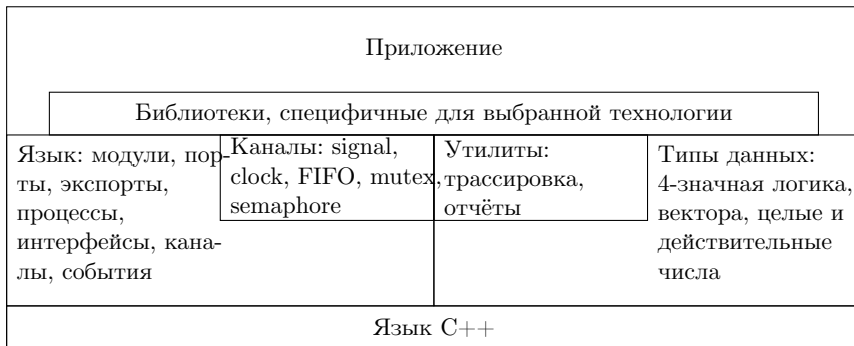 Приложение
Библиотеки, специфичные для выбранной технологии
Язык: модули, пор-
ты, экспорты,
процессы,
интерфейсы, кана-
лы, события
Каналы: signal,
clock, FIFO, mutex,
semaphore
Утилиты:
трассировка,
отчёты
Типы данных:
4-значная логика,
вектора, целые и
действительные
числа
Язык C++